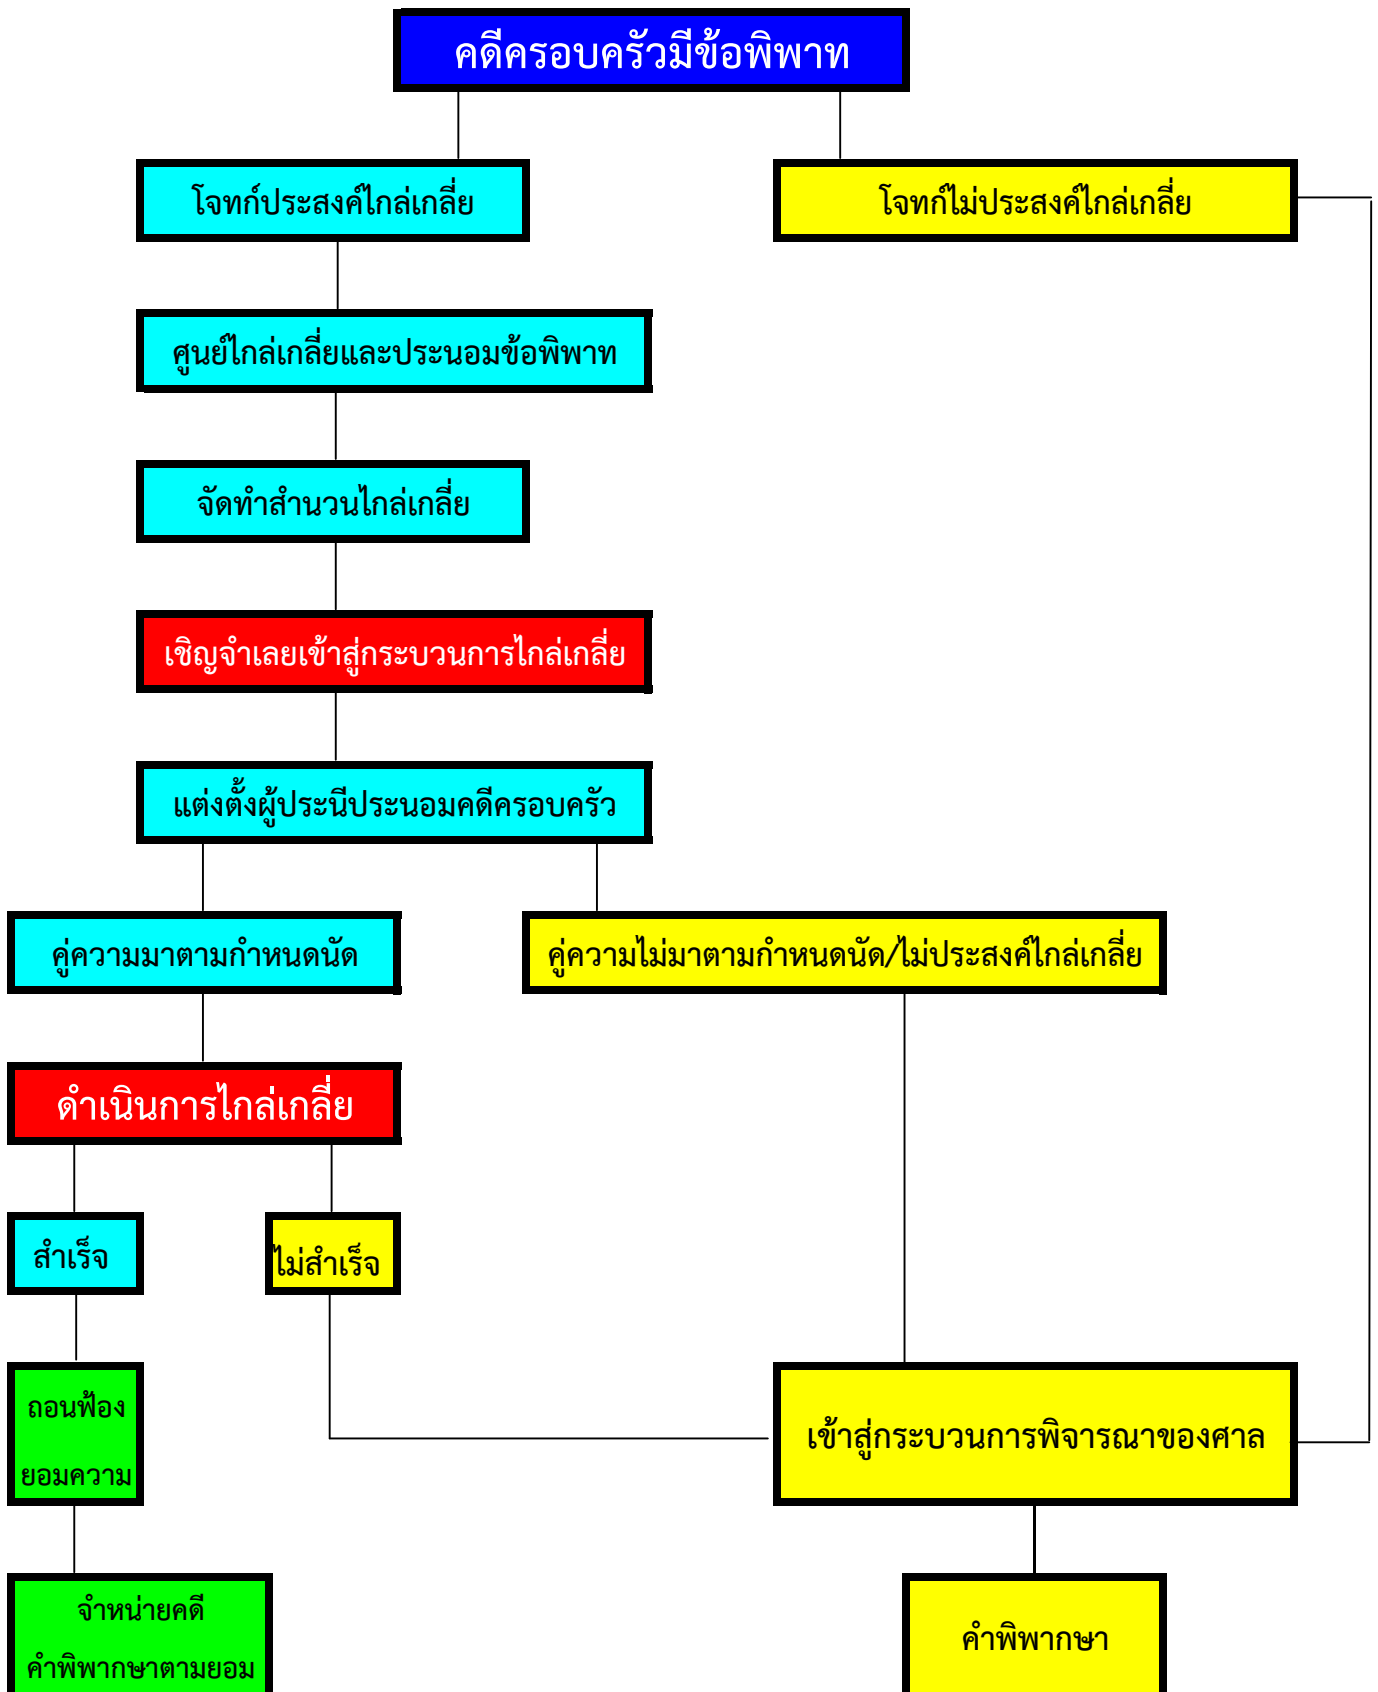 คดีครอบครัวมีข้อพิพาท
โจทก์ประสงค์ไกล่เกลี่ย
โจทก์ไม่ประสงค์ไกล่เกลี่ย
ศูนย์ไกล่เกลี่ยและประนอมข้อพิพาท
จัดทำสำนวนไกล่เกลี่ย
เชิญจำเลยเข้าสู่กระบวนการไกล่เกลี่ย
แต่งตั้งผู้ประนีประนอมคดีครอบครัว
คู่ความมาตามกำหนดนัด
คู่ความไม่มาตามกำหนดนัด/ไม่ประสงค์ไกล่เกลี่ย
ดำเนินการไกล่เกลี่ย
สำเร็จ
ไม่สำเร็จ
ถอนฟ้อง
ยอมความ
เข้าสู่กระบวนการพิจารณาของศาล
จำหน่ายคดี
คำพิพากษาตามยอม
คำพิพากษา